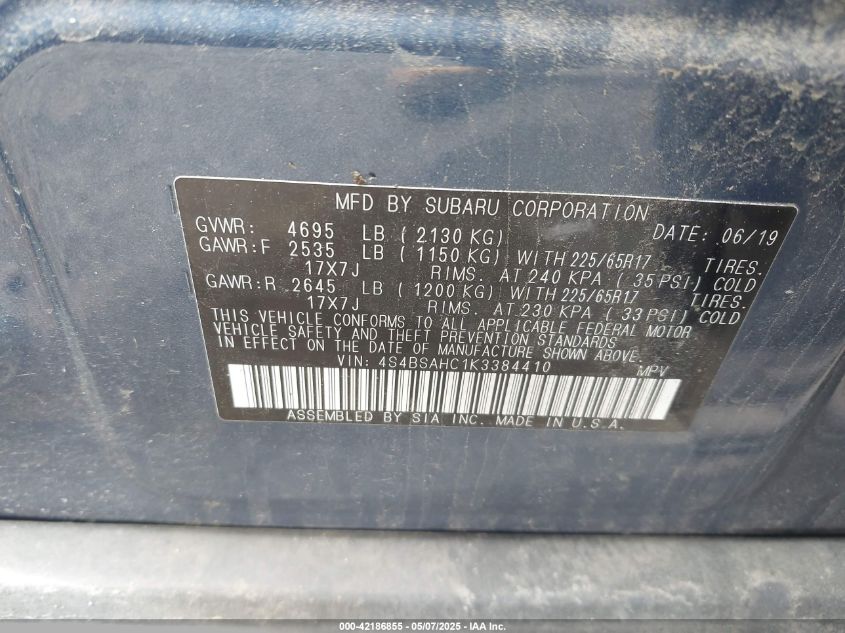 MFD BY SUBARU CORPORATION
GVWR: 4695 LB ( 2130 KG) DATE: 06/19
GAWR:F 2535 LB ( 1150 KG) WITH 225/65R17 TIRES.
17X7J RIMS. AT 240 KPA ( 35 PSI) COLD
GAWR:R 2645 LB ( 1200 KG) WITH 225/65R17 TIRES.
17X7J RIMS. AT 230 KPA ( 33 PSI) COLD
THIS VEHICLE CONFORMS TO ALL APPLICABLE FEDERAL MOTOR
VEHICLE SAFETY AND THEFT PREVENTION STANDARDS
IN EFFECT ON THE DATE OF MANUFACTURE SHOWN ABOVE.
VIN: 4S4BSAHC1K3384410 MPV
ASSEMBLED BY SIA INC. MADE IN U.S.A.
000-42186855 - 05/07/2025 - IAA Inc.